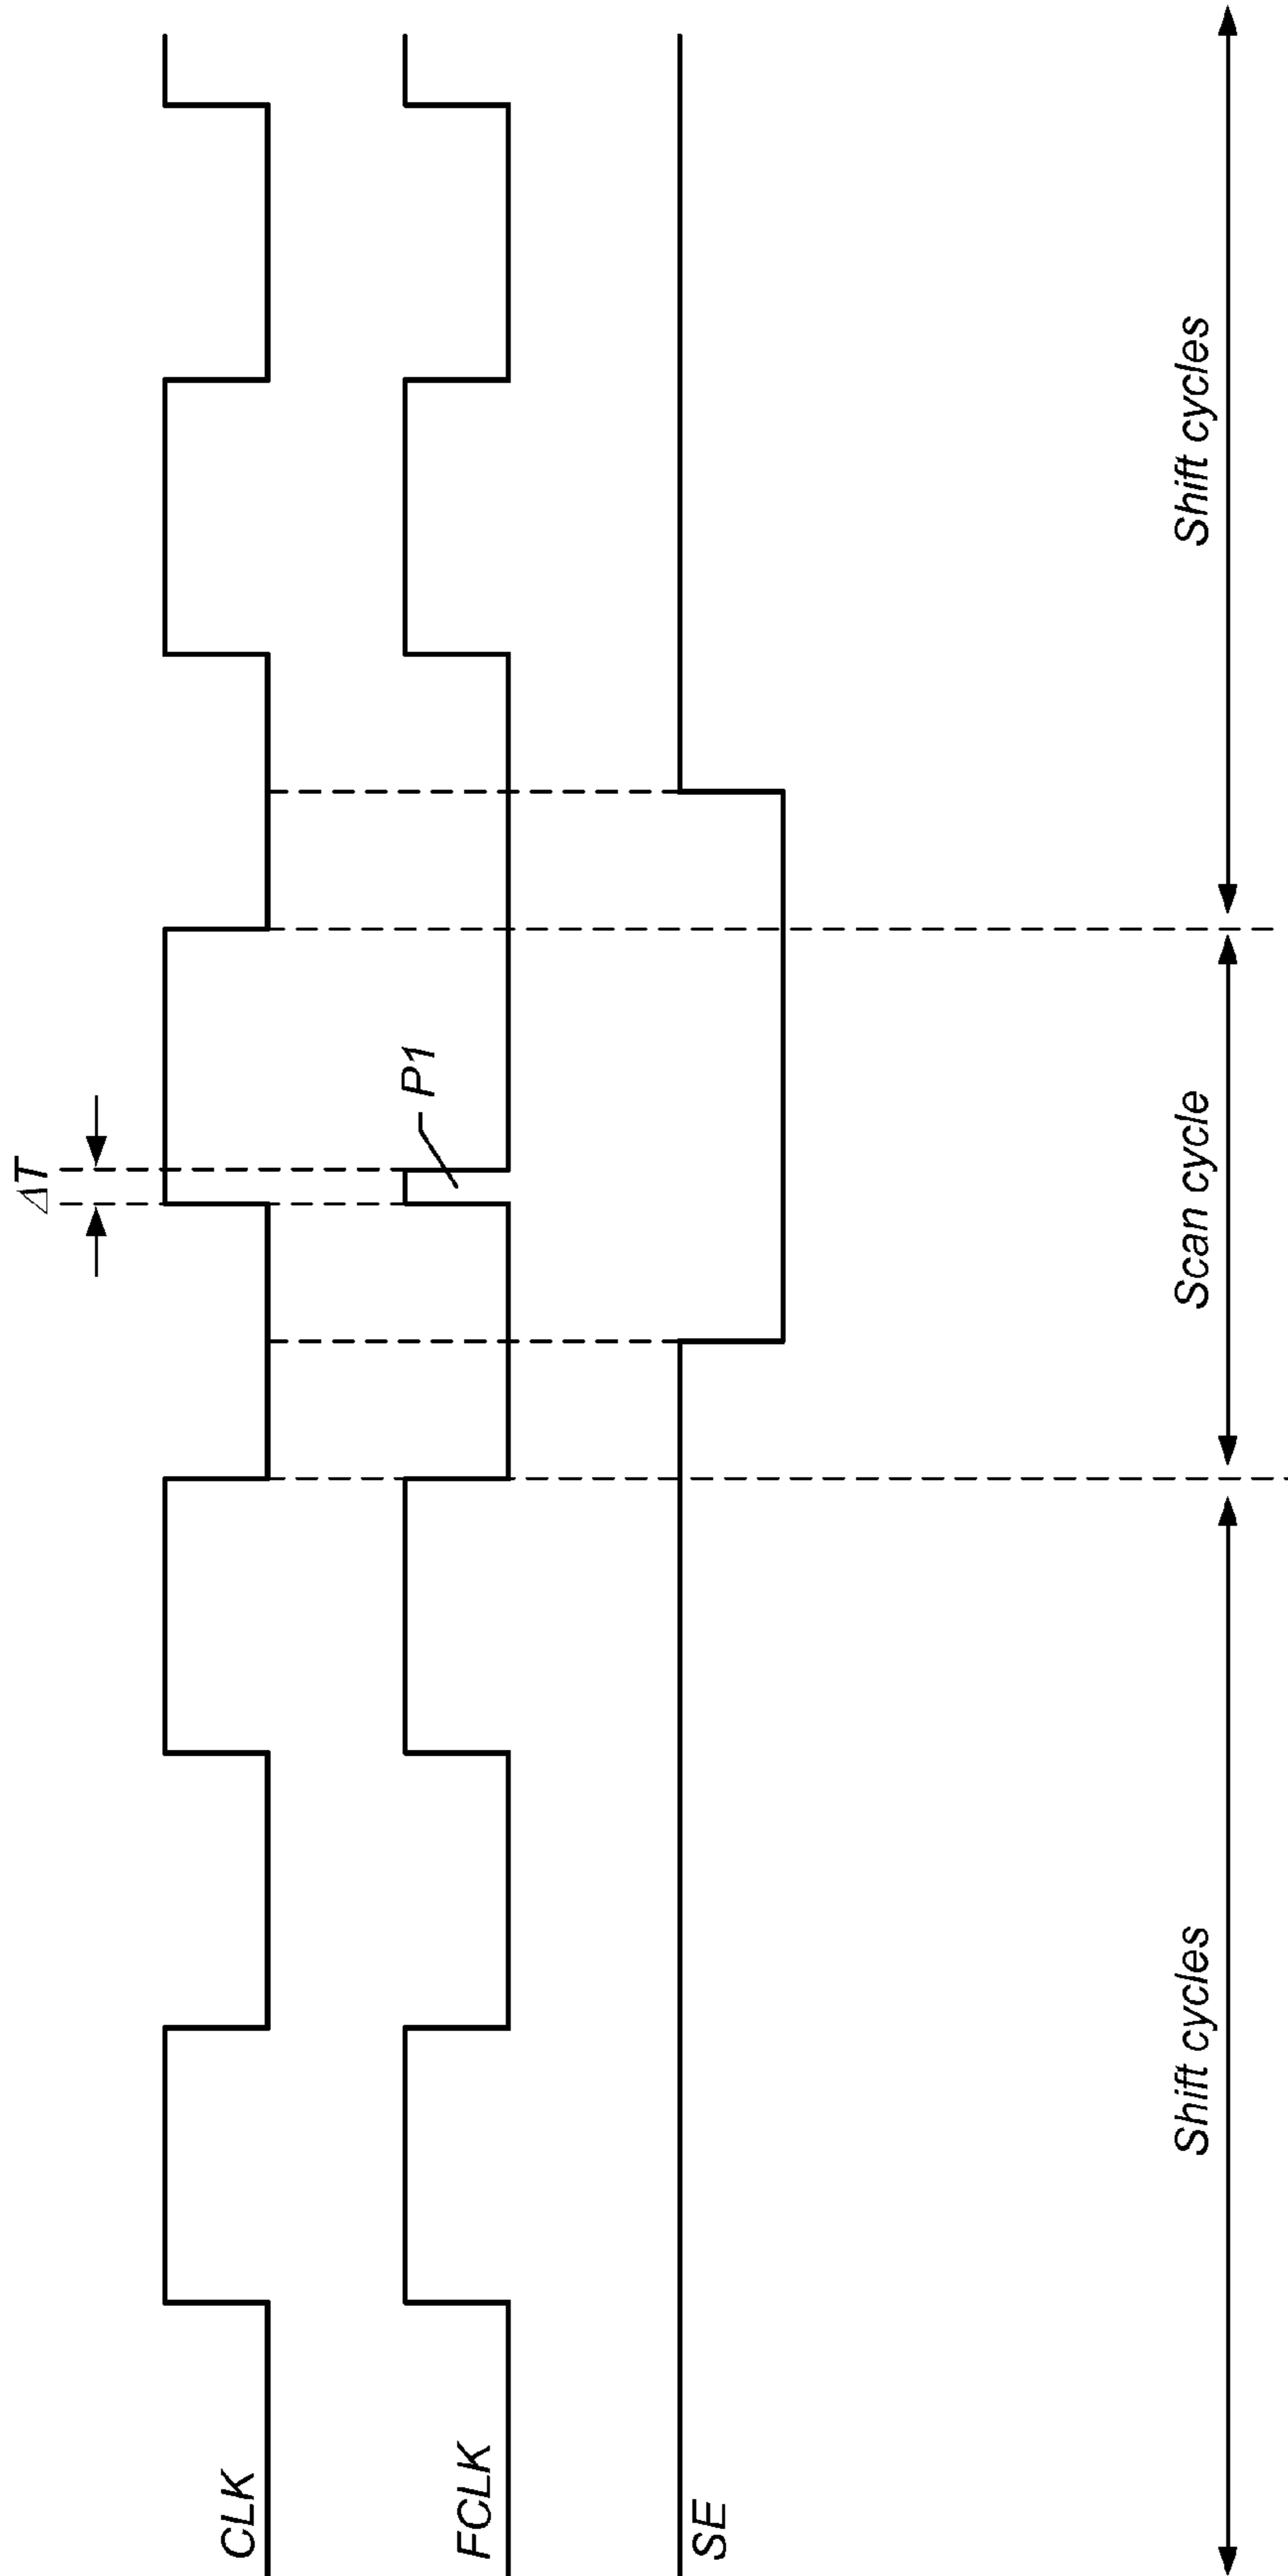 ΔT
CLK
FCLK
P1
SE
Shift cycles
Scan cycle
Shift cycles